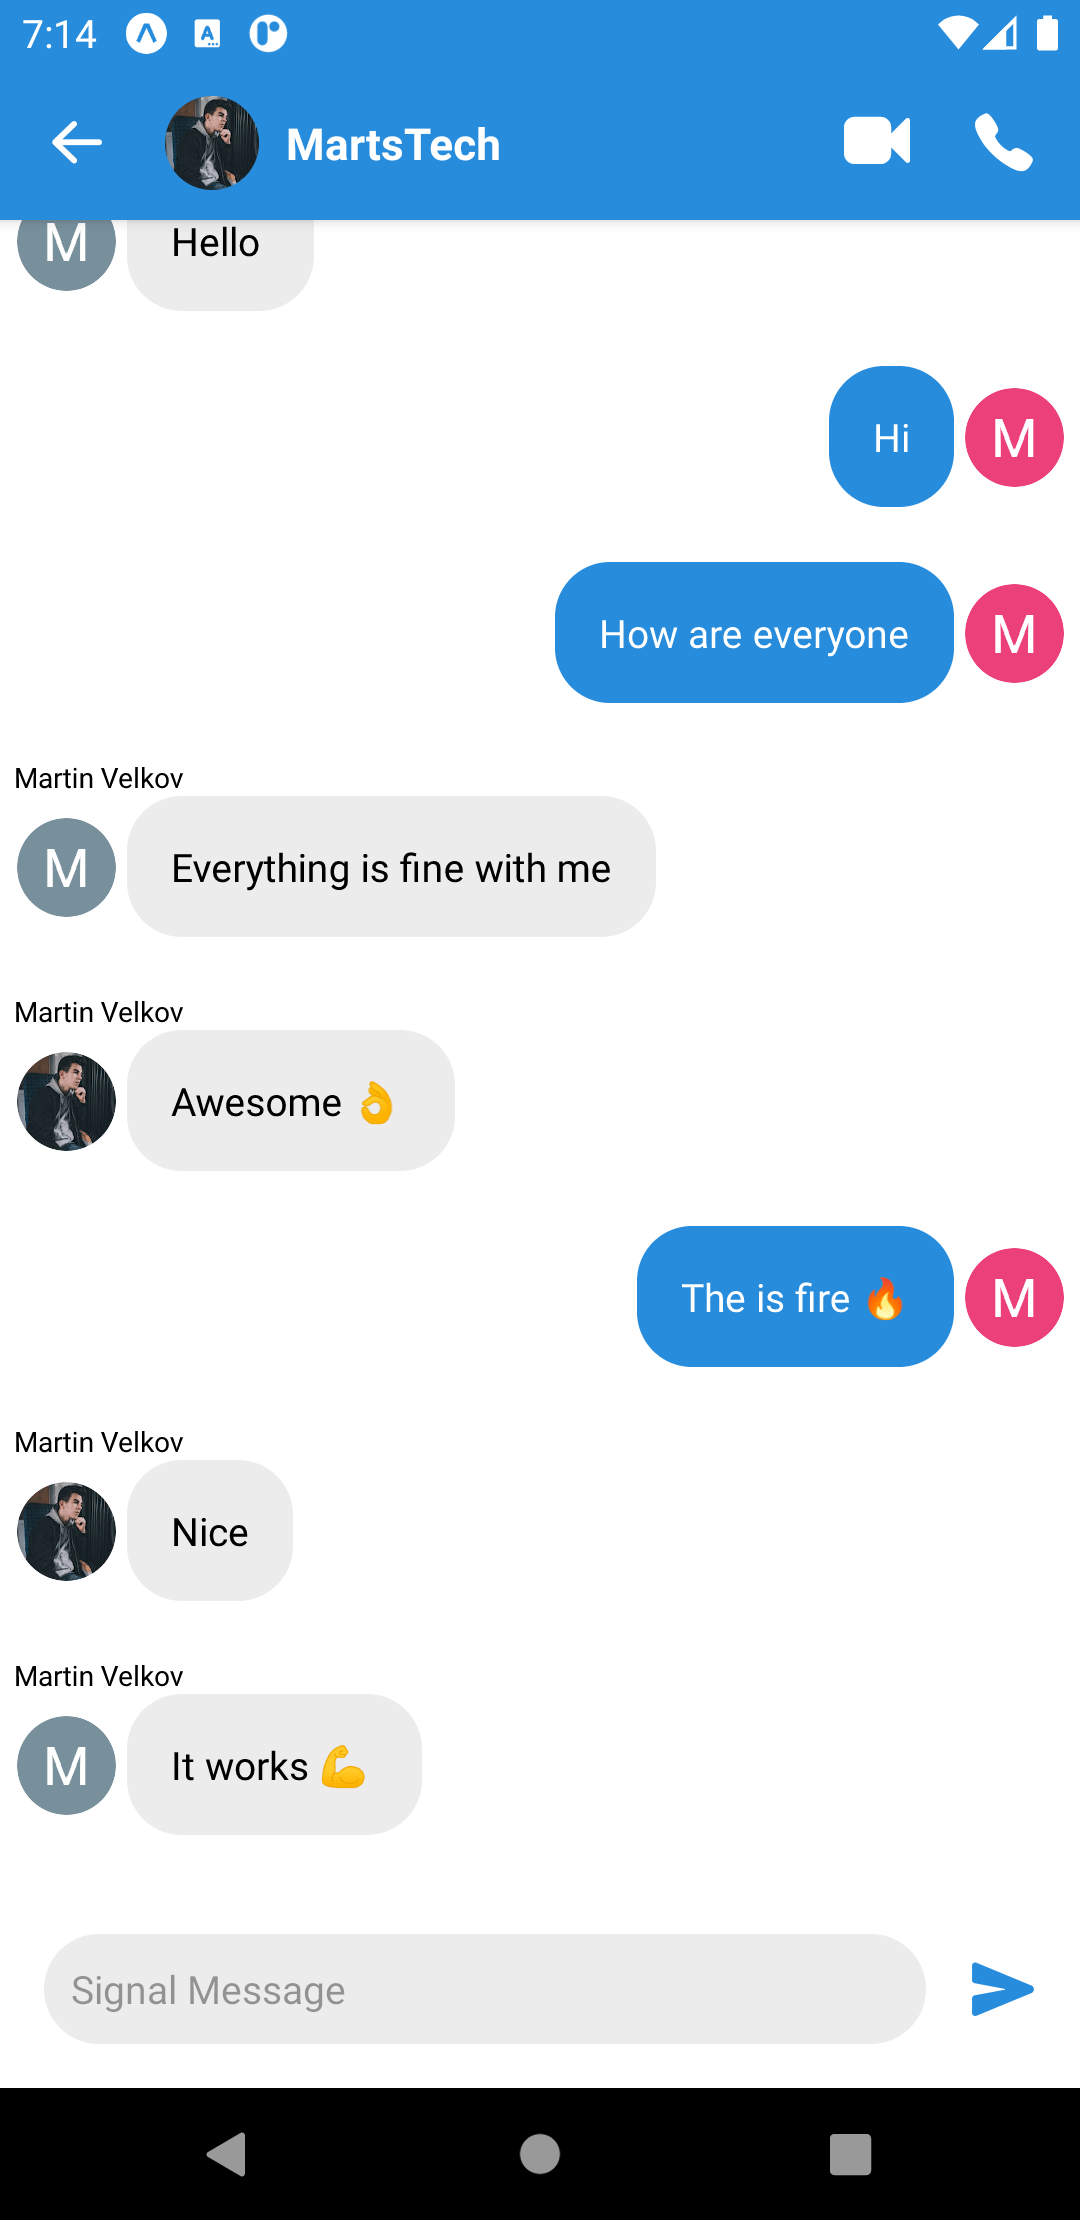 7:14
MartsTech
M
Hello
Hi
M
How are everyone
M
Martin Velkov
M
Everything is fine with me
Martin Velkov
Awesome 👌
The is fire 🔥
M
Martin Velkov
Nice
Martin Velkov
M
It works 💪
Signal Message